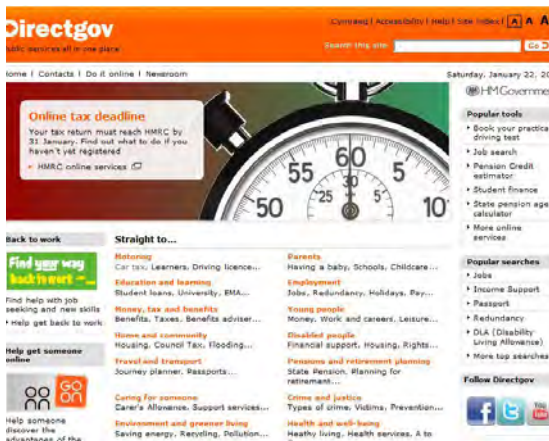 Directgov
Public services all in one place
Cymraeg | Accessibility | Help | Site Index | A A A
Search this site:
Go
Home | Contacts | Do it online | Newsroom
Saturday, January 22, 20
HM Governme
Online tax deadline
Your tax return must reach HMRC by
31 January. Find out what to do if you
haven't yet registered
HMRC online services
55 60 5
50 10
25 30 5
Popular tools
Book your practica
driving test
Job search
Pension Credit
estimator
Student finance
State pension age
calculator
More online
services
Back to work
Find your way
back to work
Find help with job
seeking and new skills
Help get back to work
Help get someone
online
GO ON
Help someone
discover the
advantages of the
Straight to...
Motoring
Car tax, Learners, Driving licence...
Education and learning
Student loans, University, EMA...
Money, tax and benefits
Benefits, Taxes, Benefits adviser...
Home and community
Housing, Council Tax, Flooding...
Travel and transport
Journey planner, Passports...
Caring for someone
Carer's Allowance, Support services...
Environment and greener living
Saving energy, Recycling, Pollution...
Parents
Having a baby, Schools, Childcare...
Employment
Jobs, Redundancy, Holidays, Pay...
Young people
Money, Work and careers, Leisure...
Disabled people
Financial support, Housing, Rights...
Pensions and retirement planning
State Pension, Planning for
retirement...
Crime and justice
Types of crime, Victims, Prevention...
Health and well-being
Heathy living, Health services, A to
Popular searches
Jobs
Income Support
Passport
Redundancy
DLA (Disability
Living Allowance)
More top searches
Follow Directgov
f
You